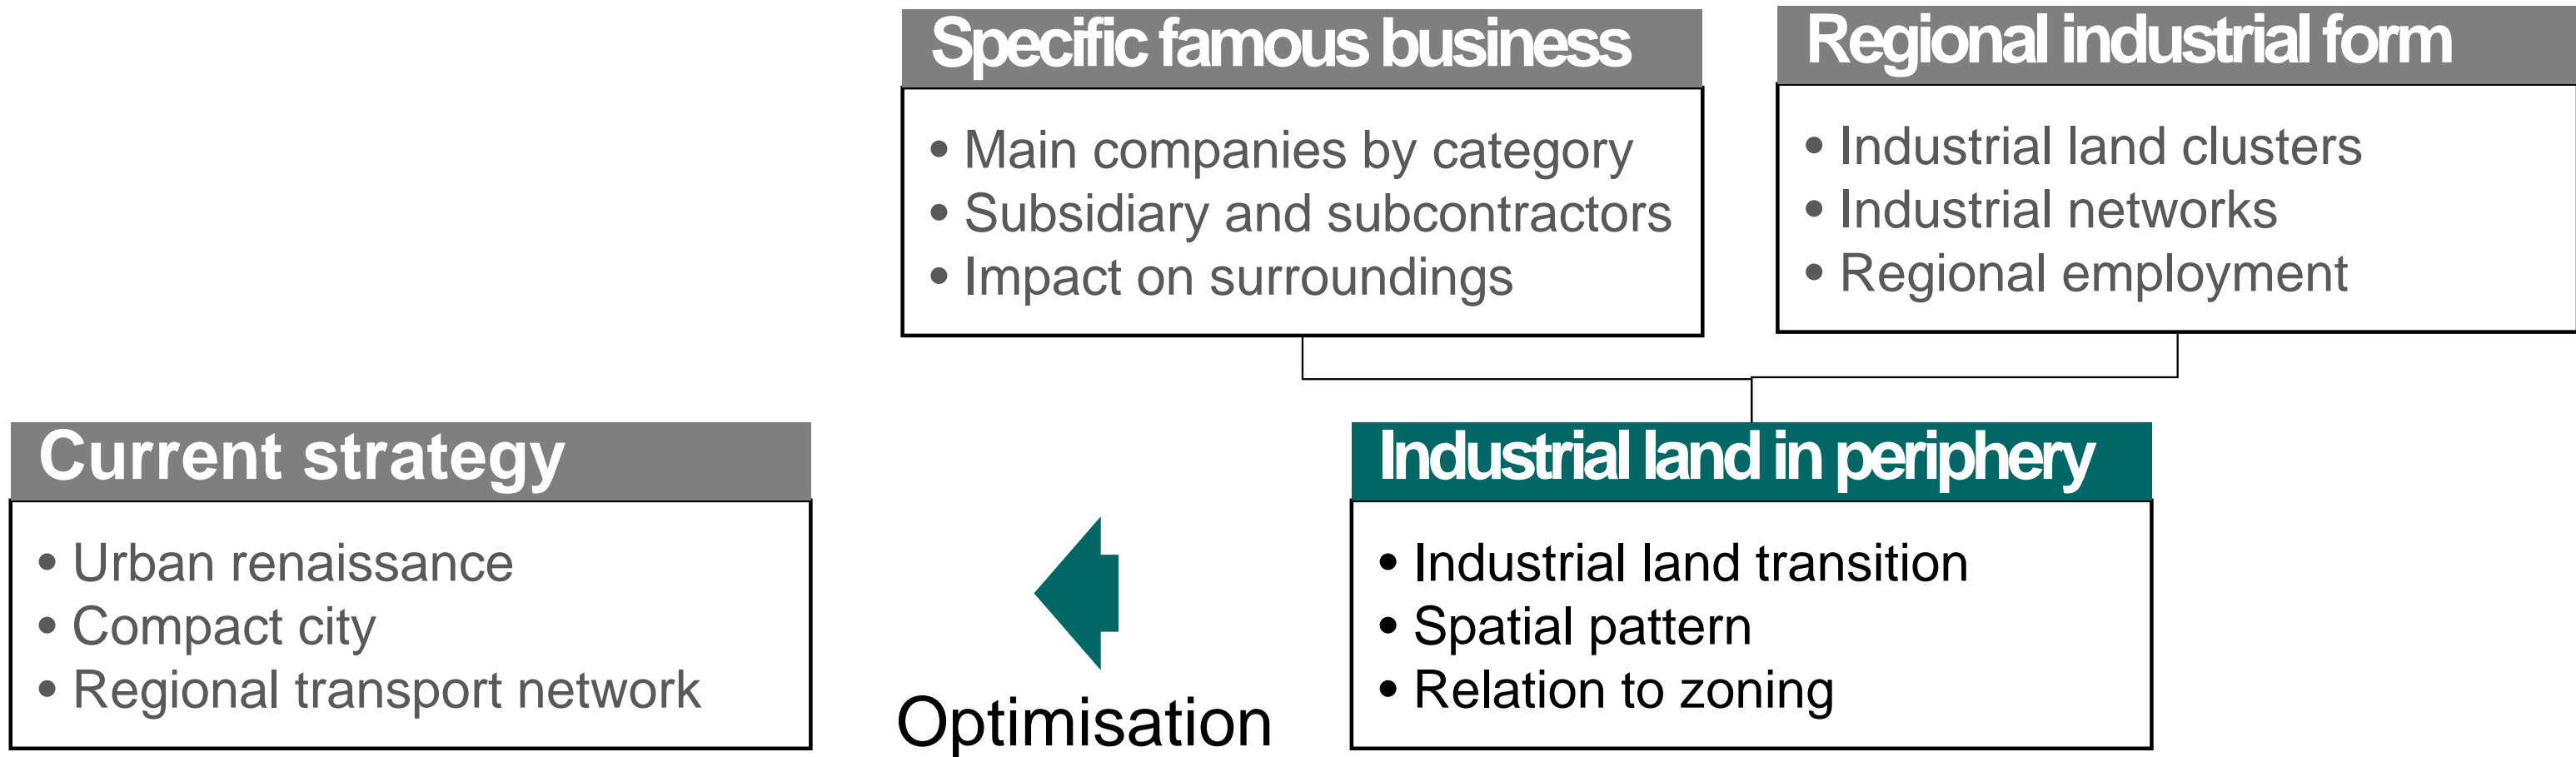 Specific famous business
• Main companies by category
• Subsidiary and subcontractors
• Impact on surroundings
Regional industrial form
• Industrial land clusters
• Industrial networks
• Regional employment
Current strategy
• Urban renaissance
• Compact city
• Regional transport network
Optimisation
Industrial land in periphery
• Industrial land transition
• Spatial pattern
• Relation to zoning